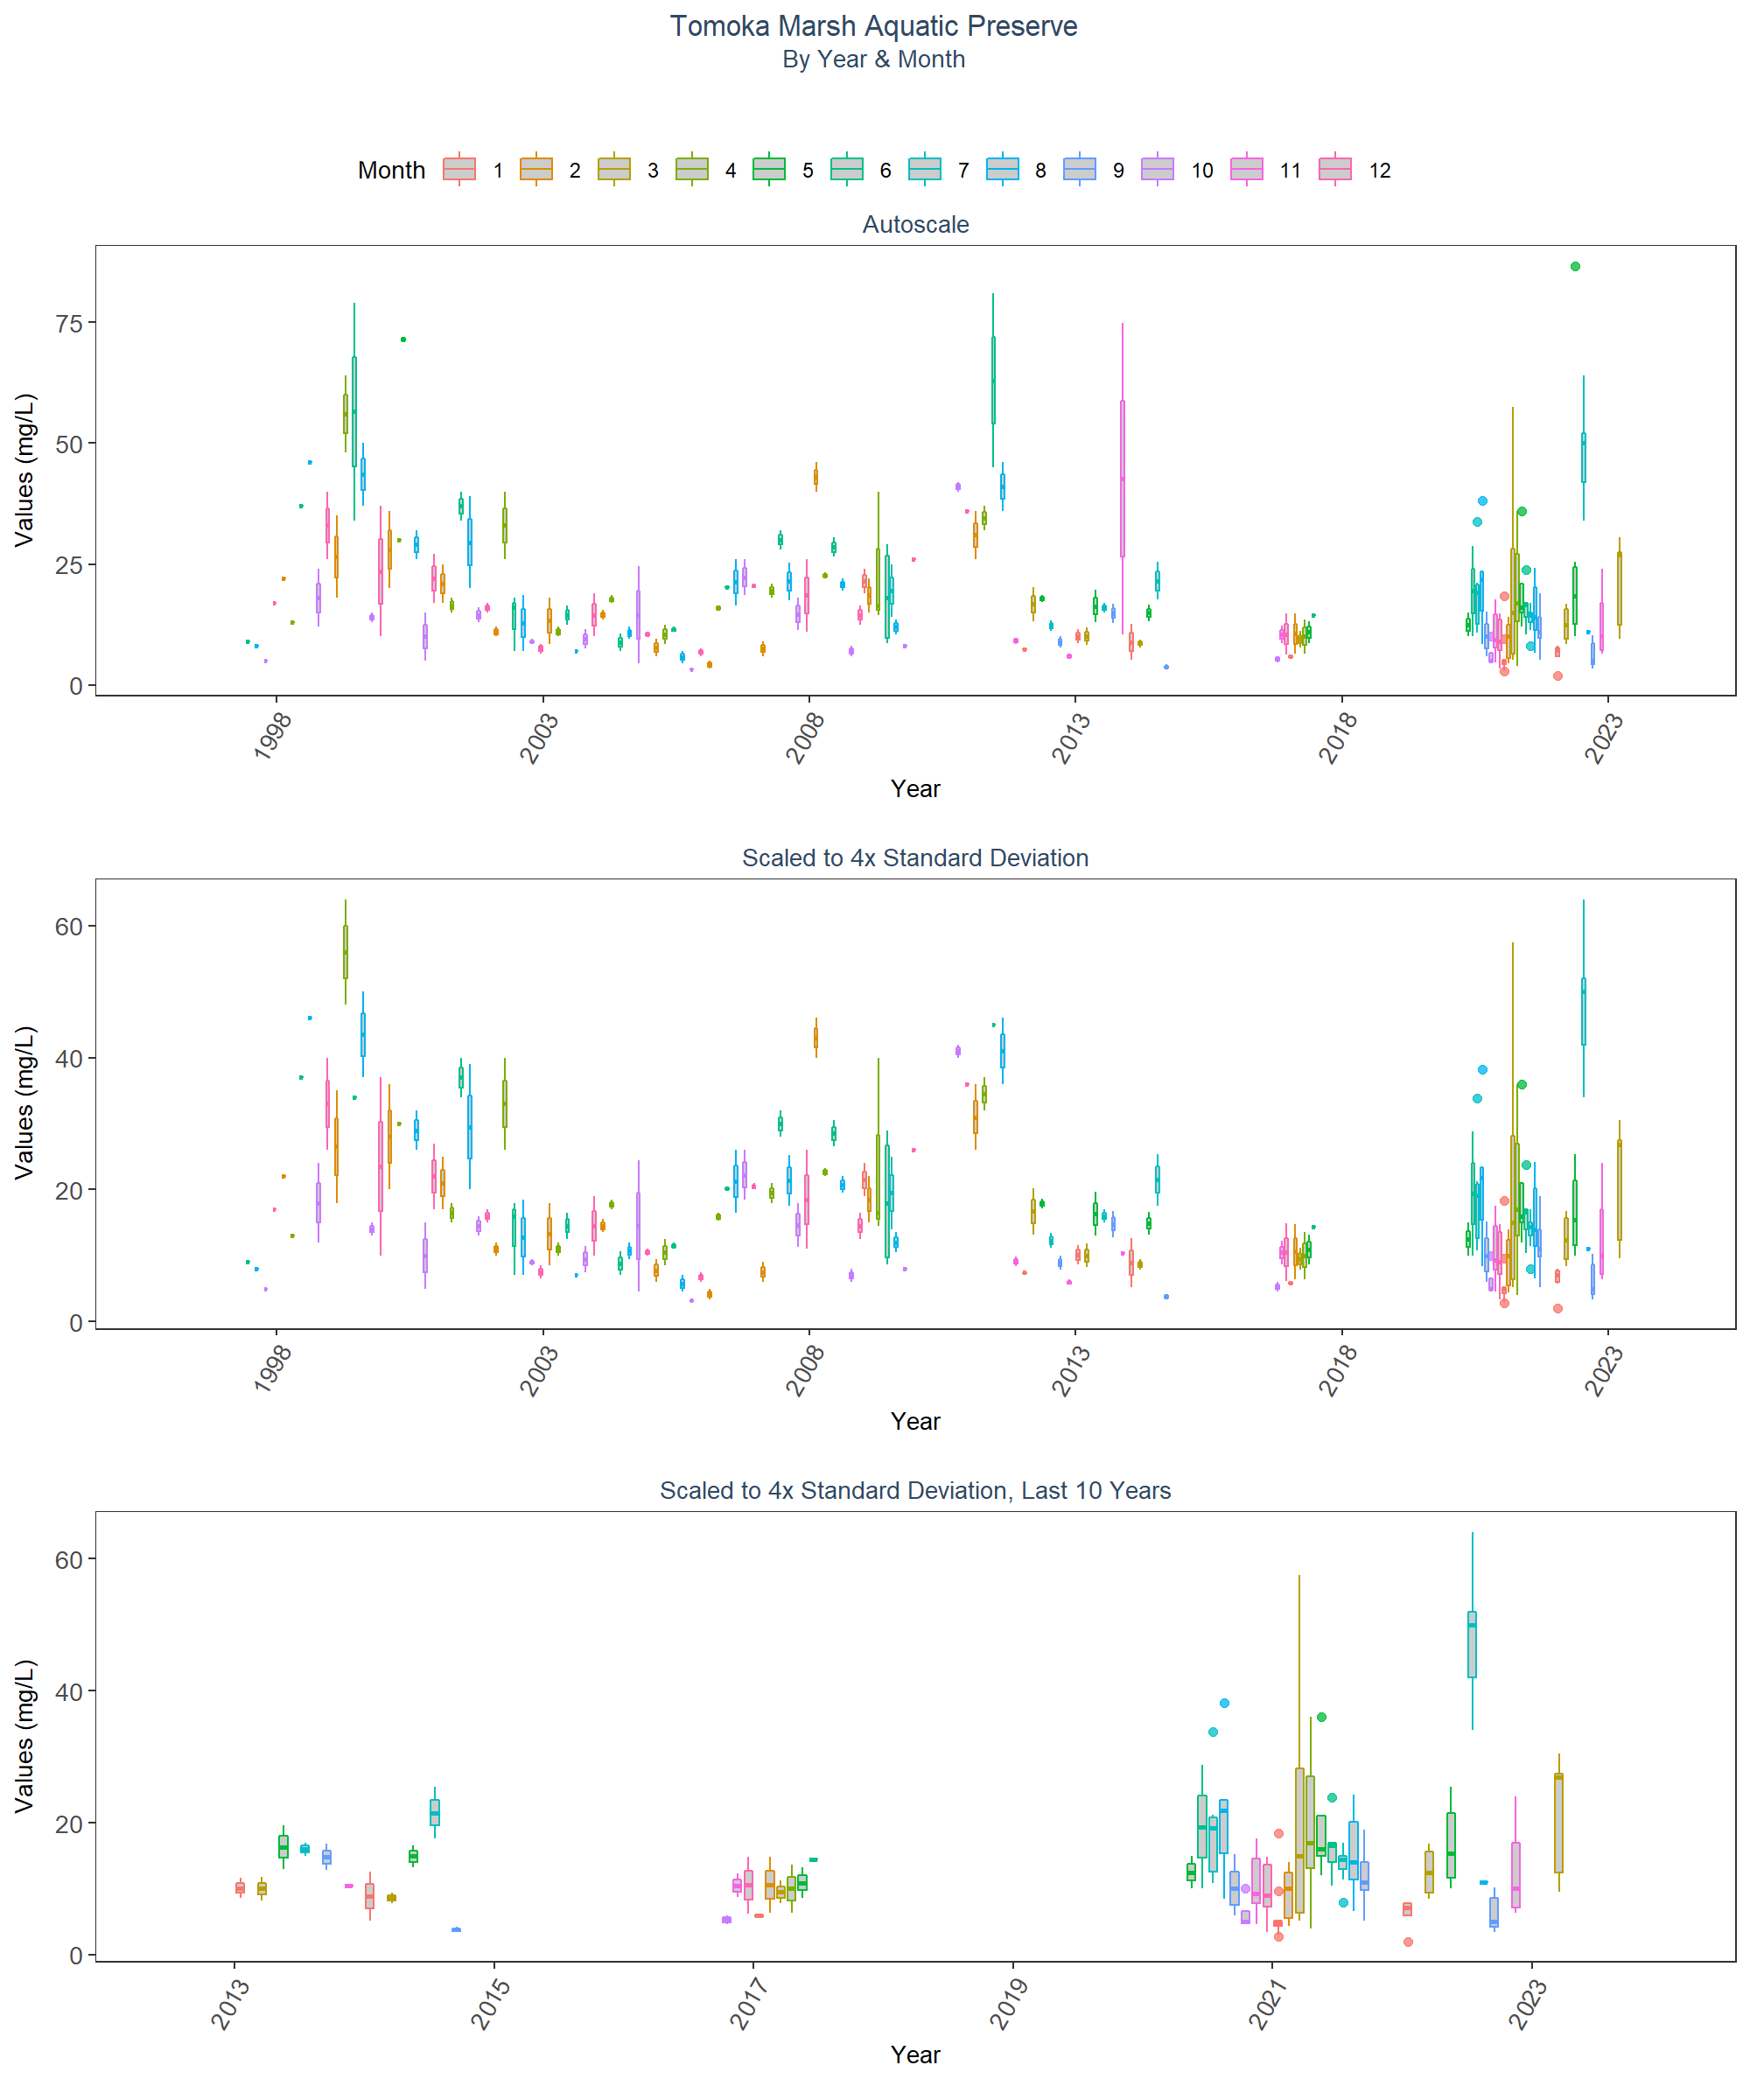 Tomoka Marsh Aquatic Preserve
By Year & Month
Month 1 2 3 4 5 6 7 8 9 10 11 12
Autoscale
Values (mg/L)
75
50
25
0
1998 2003 2008 2013 2018 2023
Year
Scaled to 4x Standard Deviation
Values (mg/L)
60
40
20
0
1998 2003 2008 2013 2018 2023
Year
Scaled to 4x Standard Deviation, Last 10 Years
Values (mg/L)
60
40
20
0
2013 2015 2017 2019 2021 2023
Year